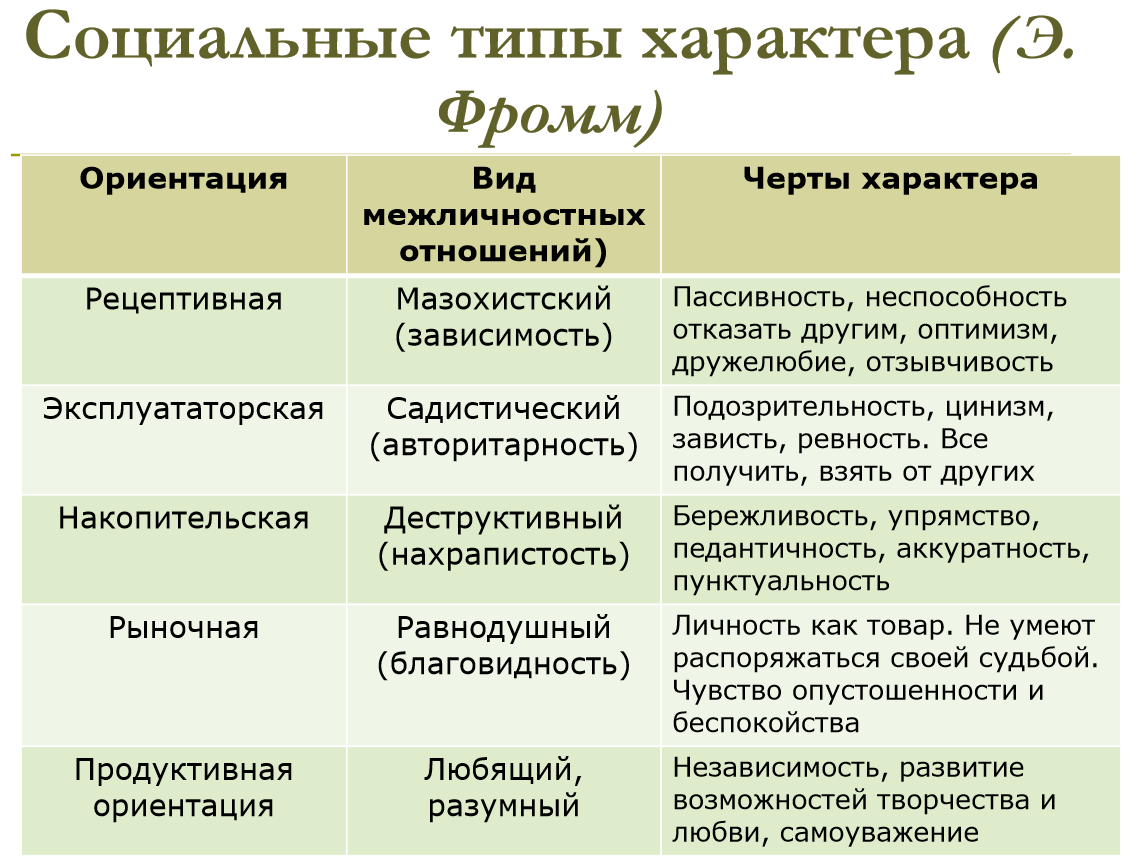 Социальные типы характера (Э.
Фромм)
Ориентация
Вид
межличностных
отношений)
Черты характера
Рецептивная
Мазохистский
(зависимость)
Пассивность, неспособность
отказать другим, оптимизм,
дружелюбие, отзывчивость
Эксплуататорская
Садистический
(авторитарность)
Подозрительность, цинизм,
зависть, ревность. Все
получить, взять от других
Накопительская
Деструктивный
(нахрапистость)
Бережливость, упрямство,
педантичность, аккуратность,
пунктуальность
Рыночная
Равнодушный
(благовидность)
Личность как товар. Не умеют
распоряжаться своей судьбой.
Чувство опустошенности и
беспокойства
Продуктивная
ориентация
Любящий,
разумный
Независимость, развитие
возможностей творчества и
любви, самоуважение